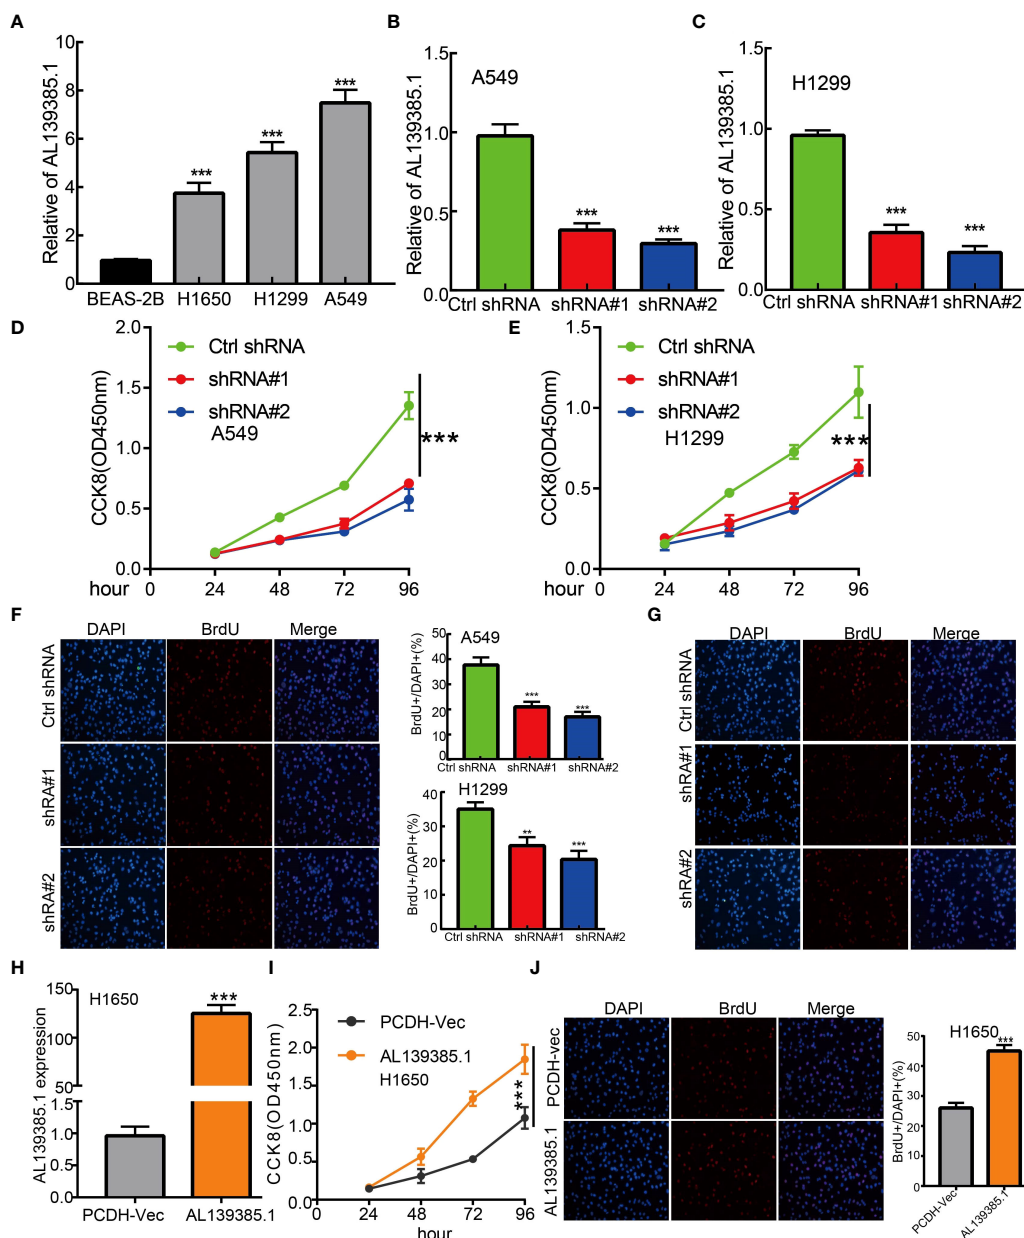 A
Relative of AL139385.1
10
8
6
4
2
0
***
***
***
BEAS-2B H1650 H1299 A549
B
Relative of AL139385.1
1.5
1.0
0.5
0.0
A549
***
***
Ctrl shRNA shRNA#1 shRNA#2
C
Relative of AL139385.1
1.5
1.0
0.5
0.0
H1299
***
***
Ctrl shRNA shRNA#1 shRNA#2
D
CCK8(OD450nm)
2.0
1.5
1.0
0.5
0.0
Ctrl shRNA
shRNA#1
shRNA#2
A549
***
hour 0 24 48 72 96
E
CCK8(OD450nm)
1.5
1.0
0.5
0.0
Ctrl shRNA
shRNA#1
shRNA#2
H1299
***
hour 0 24 48 72 96
F
DAPI BrdU Merge
Ctrl shRNA
shRA#1
shRA#2
BrdU+/DAPI+(%)
50
40
30
20
10
0
A549
***
***
Ctrl shRNA shRNA#1 shRNA#2
BrdU+/DAPI+(%)
40
30
20
10
0
H1299
**
***
Ctrl shRNA shRNA#1 shRNA#2
G
DAPI BrdU Merge
Ctrl shRNA
shRA#1
shRA#2
H
AL139385.1 expression
150
100
50
1.5
1.0
0.5
0.0
H1650
***
PCDH-Vec AL139385.1
I
CCK8(OD450nm)
2.5
2.0
1.5
1.0
0.5
0.0
PCDH-Vec
AL139385.1
H1650
***
0 24 48 72 96
hour
J
DAPI BrdU Merge
PCDH-vec
AL139385.1
BrdU+/DAPI+(%)
50
40
30
20
10
0
H1650
***
PCDH-Vec
AL139385.1